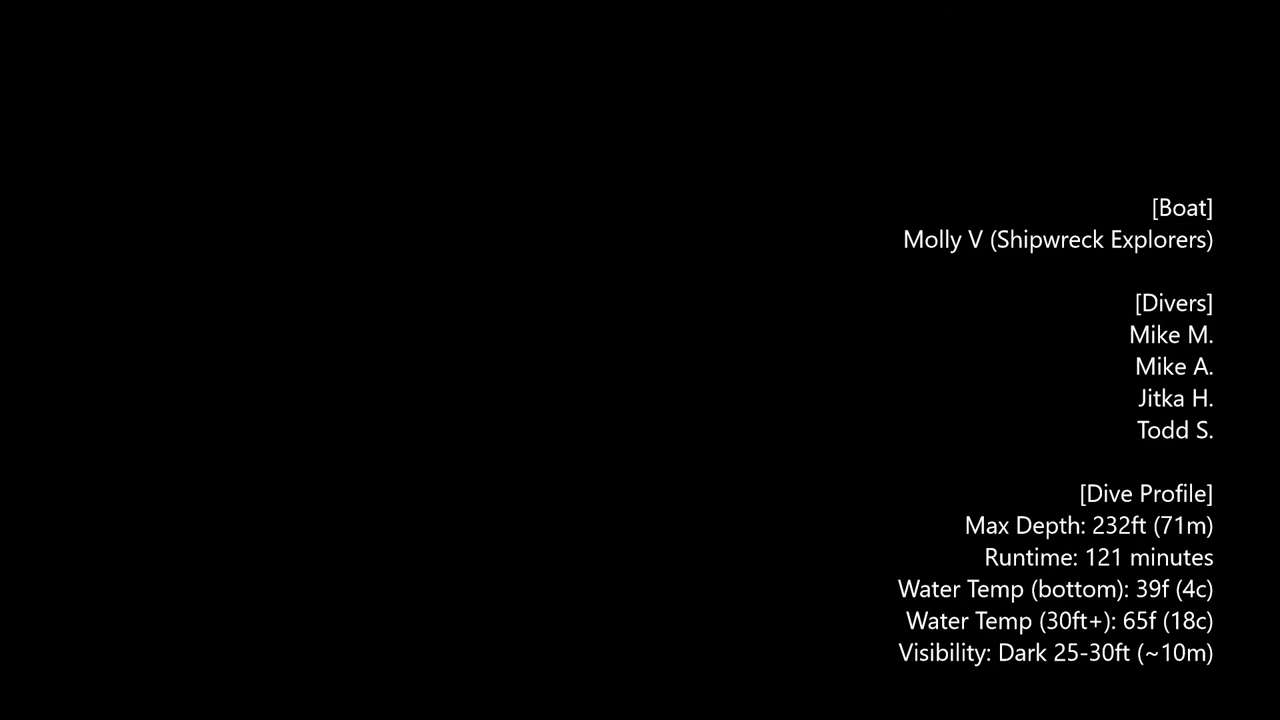 [Boat]
Molly V (Shipwreck Explorers)
[Divers]
Mike M.
Mike A.
Jitka H.
Todd S.
[Dive Profile]
Max Depth: 232ft (71m)
Runtime: 121 minutes
Water Temp (bottom): 39f (4c)
Water Temp (30ft+): 65f (18c)
Visibility: Dark 25-30ft (~10m)